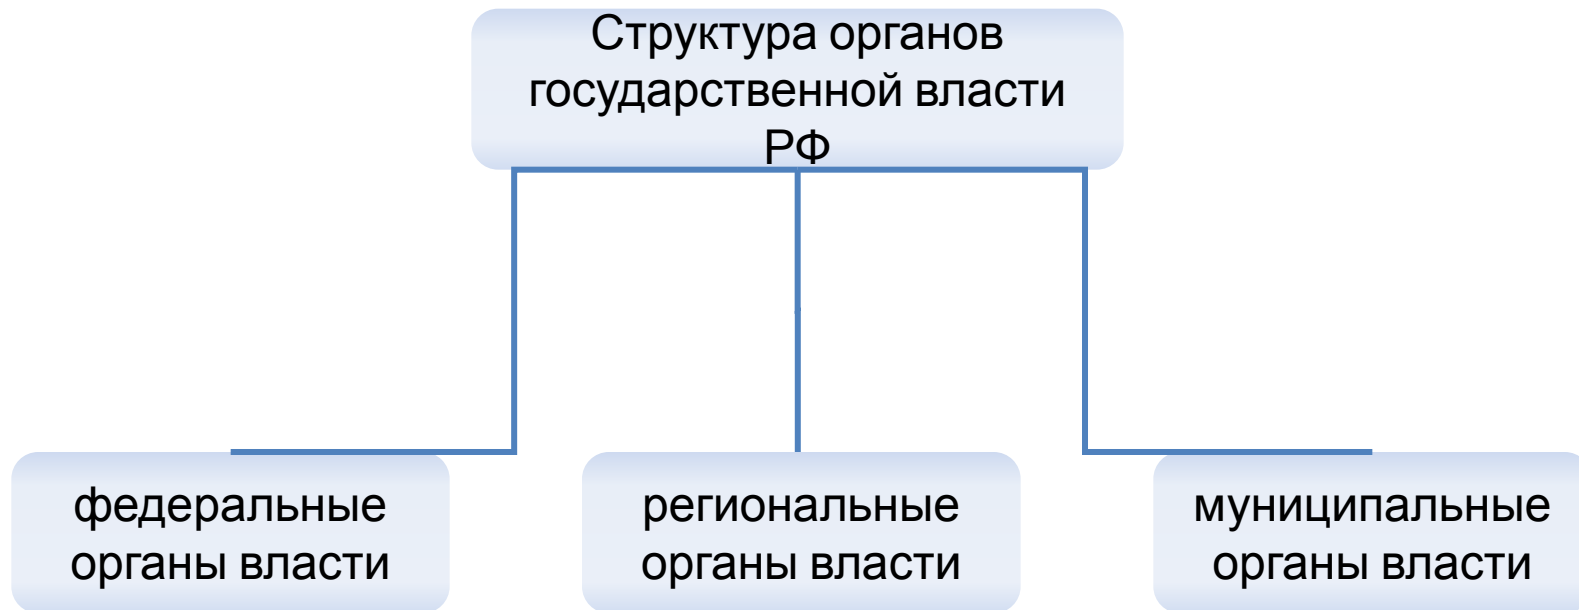 Структура органов
государственной власти
РФ
федеральные
органы власти
региональные
органы власти
муниципальные
органы власти